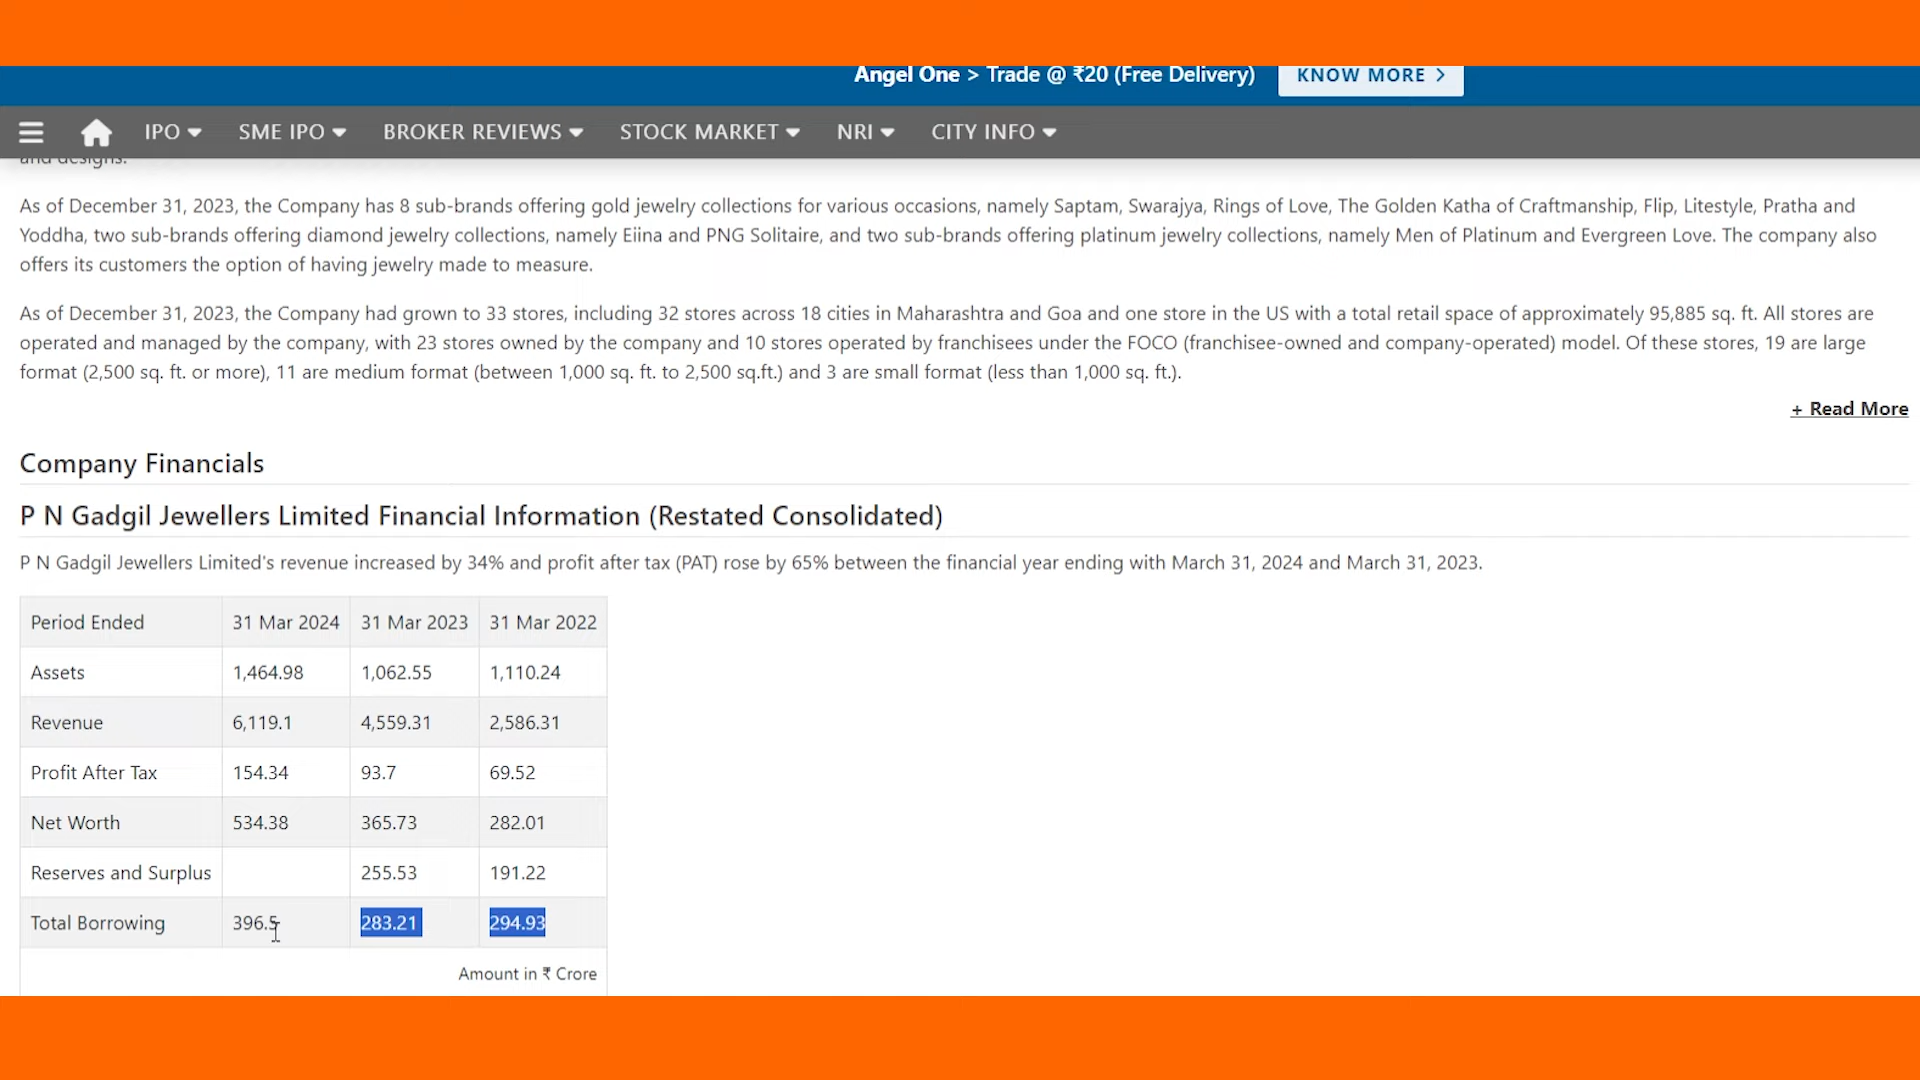 Angel One > Trade @ ₹20 (Free Delivery) KNOW MORE >
IPO SME IPO BROKER REVIEWS STOCK MARKET NRI CITY INFO
and designs.
As of December 31, 2023, the Company has 8 sub-brands offering gold jewelry collections for various occasions, namely Saptam, Swarajya, Rings of Love, The Golden Katha of Craftmanship, Flip, Litestyle, Pratha and
Yoddha, two sub-brands offering diamond jewelry collections, namely Eiina and PNG Solitaire, and two sub-brands offering platinum jewelry collections, namely Men of Platinum and Evergreen Love. The company also
offers its customers the option of having jewelry made to measure.
As of December 31, 2023, the Company had grown to 33 stores, including 32 stores across 18 cities in Maharashtra and Goa and one store in the US with a total retail space of approximately 95,885 sq. ft. All stores are
operated and managed by the company, with 23 stores owned by the company and 10 stores operated by franchisees under the FOCO (franchisee-owned and company-operated) model. Of these stores, 19 are large
format (2,500 sq. ft. or more), 11 are medium format (between 1,000 sq. ft. to 2,500 sq.ft.) and 3 are small format (less than 1,000 sq. ft.).
+ Read More
Company Financials
P N Gadgil Jewellers Limited Financial Information (Restated Consolidated)
P N Gadgil Jewellers Limited's revenue increased by 34% and profit after tax (PAT) rose by 65% between the financial year ending with March 31, 2024 and March 31, 2023.
Period Ended 31 Mar 2024 31 Mar 2023 31 Mar 2022
Assets 1,464.98 1,062.55 1,110.24
Revenue 6,119.1 4,559.31 2,586.31
Profit After Tax 154.34 93.7 69.52
Net Worth 534.38 365.73 282.01
Reserves and Surplus 255.53 191.22
Total Borrowing 396.5 283.21 294.93
Amount in ₹ Crore